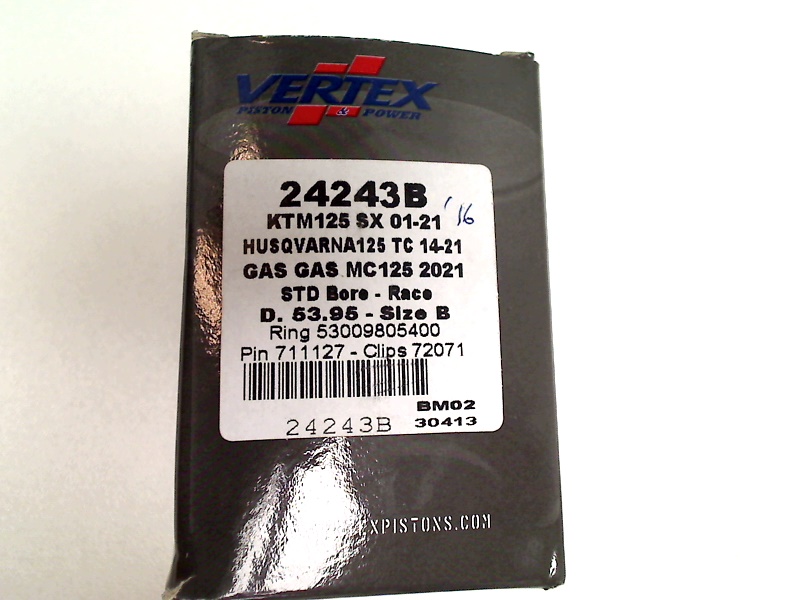 VERTEX
PISTON & POWER
24243B
KTM125 SX 01-21 '16
HUSQVARNA125 TC 14-21
GAS GAS MC125 2021
STD Bore - Race
D. 53.95 - Size B
Ring 53009805400
Pin 711127 - Clips 72071
BM02
24243B 30413
XPISTONS.COM